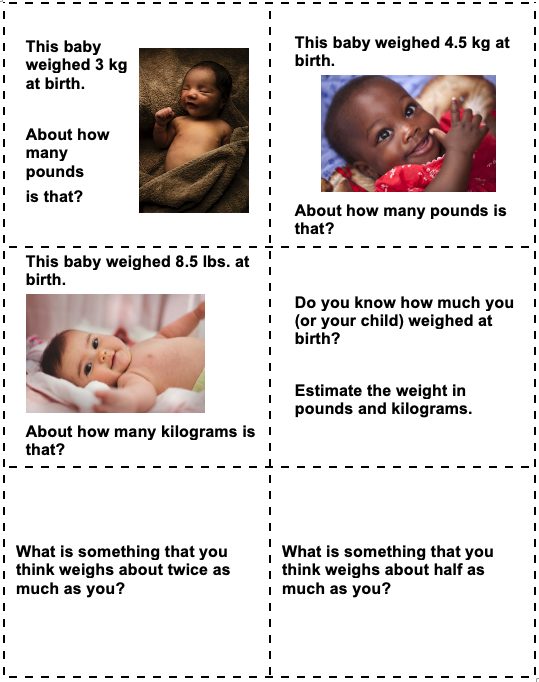 This baby
weighed 3 kg
at birth.
About how
many
pounds
is that?
This baby weighed 4.5 kg at
birth.
About how many pounds is
that?
This baby weighed 8.5 lbs. at
birth.
About how many kilograms is
that?
Do you know how much you
(or your child) weighed at
birth?
Estimate the weight in
pounds and kilograms.
What is something that you
think weighs about twice as
much as you?
What is something that you
think weighs about half as
much as you?